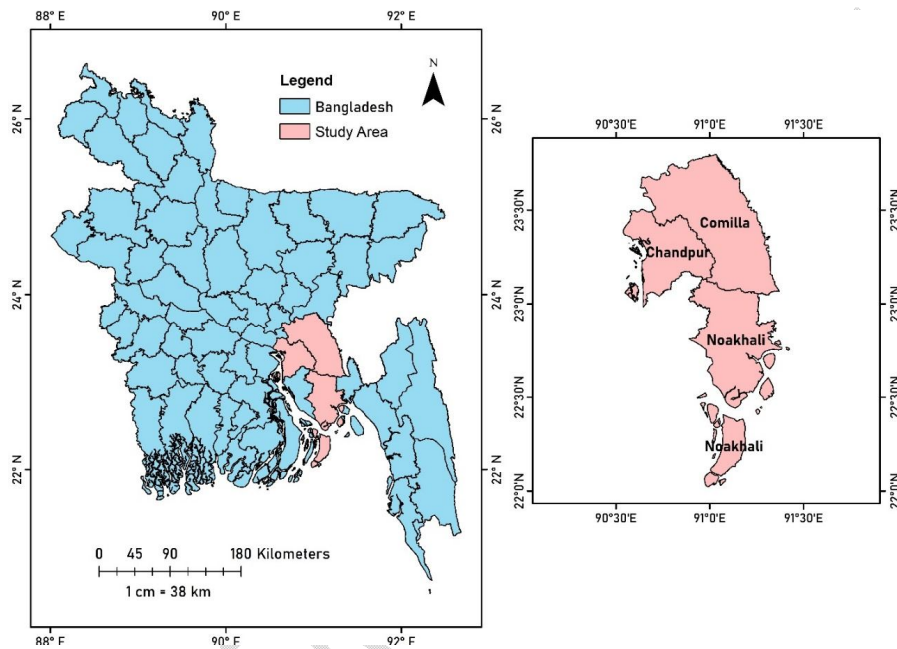 88° E
90° E
92° E
N
Legend
Bangladesh
Study Area
26° N
26° N
24° N
24° N
22° N
22° N
0 45 90 180 Kilometers
1 cm = 38 km
88° E
90° E
92° E
90°30'E
91°0'E
91°30'E
23°30'N
23°30'N
Comilla
Chandpur
23°0'N
23°0'N
Noakhali
22°30'N
22°30'N
Noakhali
22°0'N
22°0'N
90°30'E
91°0'E
91°30'E